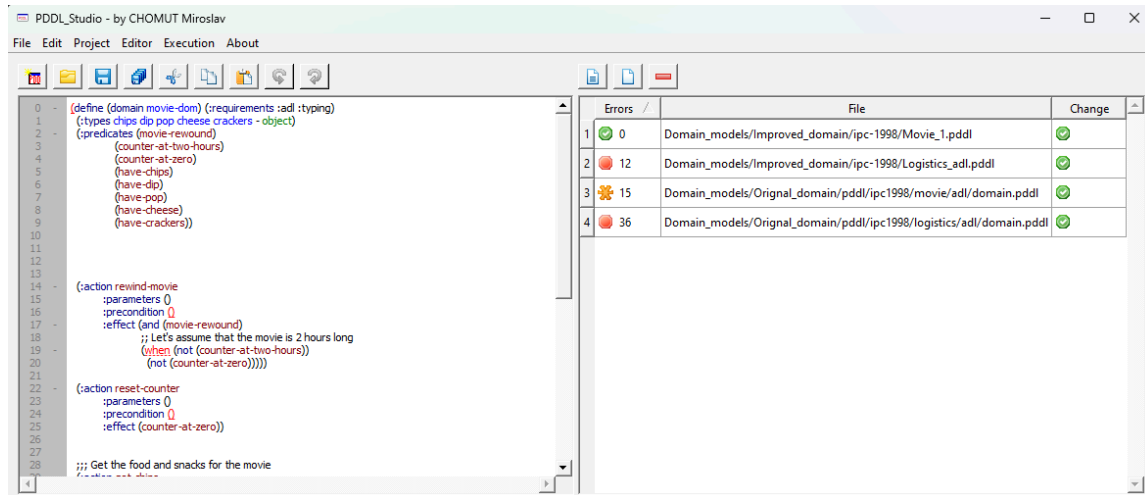 PDDL_Studio - by CHOMUT Miroslav
File Edit Project Editor Execution About
0 - (define (domain movie-dom) (:requirements :adl :typing)
1 (:types chips dip pop cheese crackers - object)
2 - (:predicates (movie-rewound)
3 (counter-at-two-hours)
4 (counter-at-zero)
5 (have-chips)
6 (have-dip)
7 (have-pop)
8 (have-cheese)
9 (have-crackers))
10
11
12
13
14 - (:action rewind-movie
15 :parameters ()
16 :precondition ()
17 - :effect (and (movie-rewound)
18 ;; Let's assume that the movie is 2 hours long
19 - (when (not (counter-at-two-hours))
20 (not (counter-at-zero)))))
21
22 - (:action reset-counter
23 :parameters ()
24 :precondition ()
25 :effect (counter-at-zero))
26
27
28 ;;; Get the food and snacks for the movie
Errors / File Change
1 0 Domain_models/Improved_domain/ipc-1998/Movie_1.pddl
2 12 Domain_models/Improved_domain/ipc-1998/Logistics_adl.pddl
3 15 Domain_models/Orignal_domain/pddl/ipc1998/movie/adl/domain.pddl
4 36 Domain_models/Orignal_domain/pddl/ipc1998/logistics/adl/domain.pddl